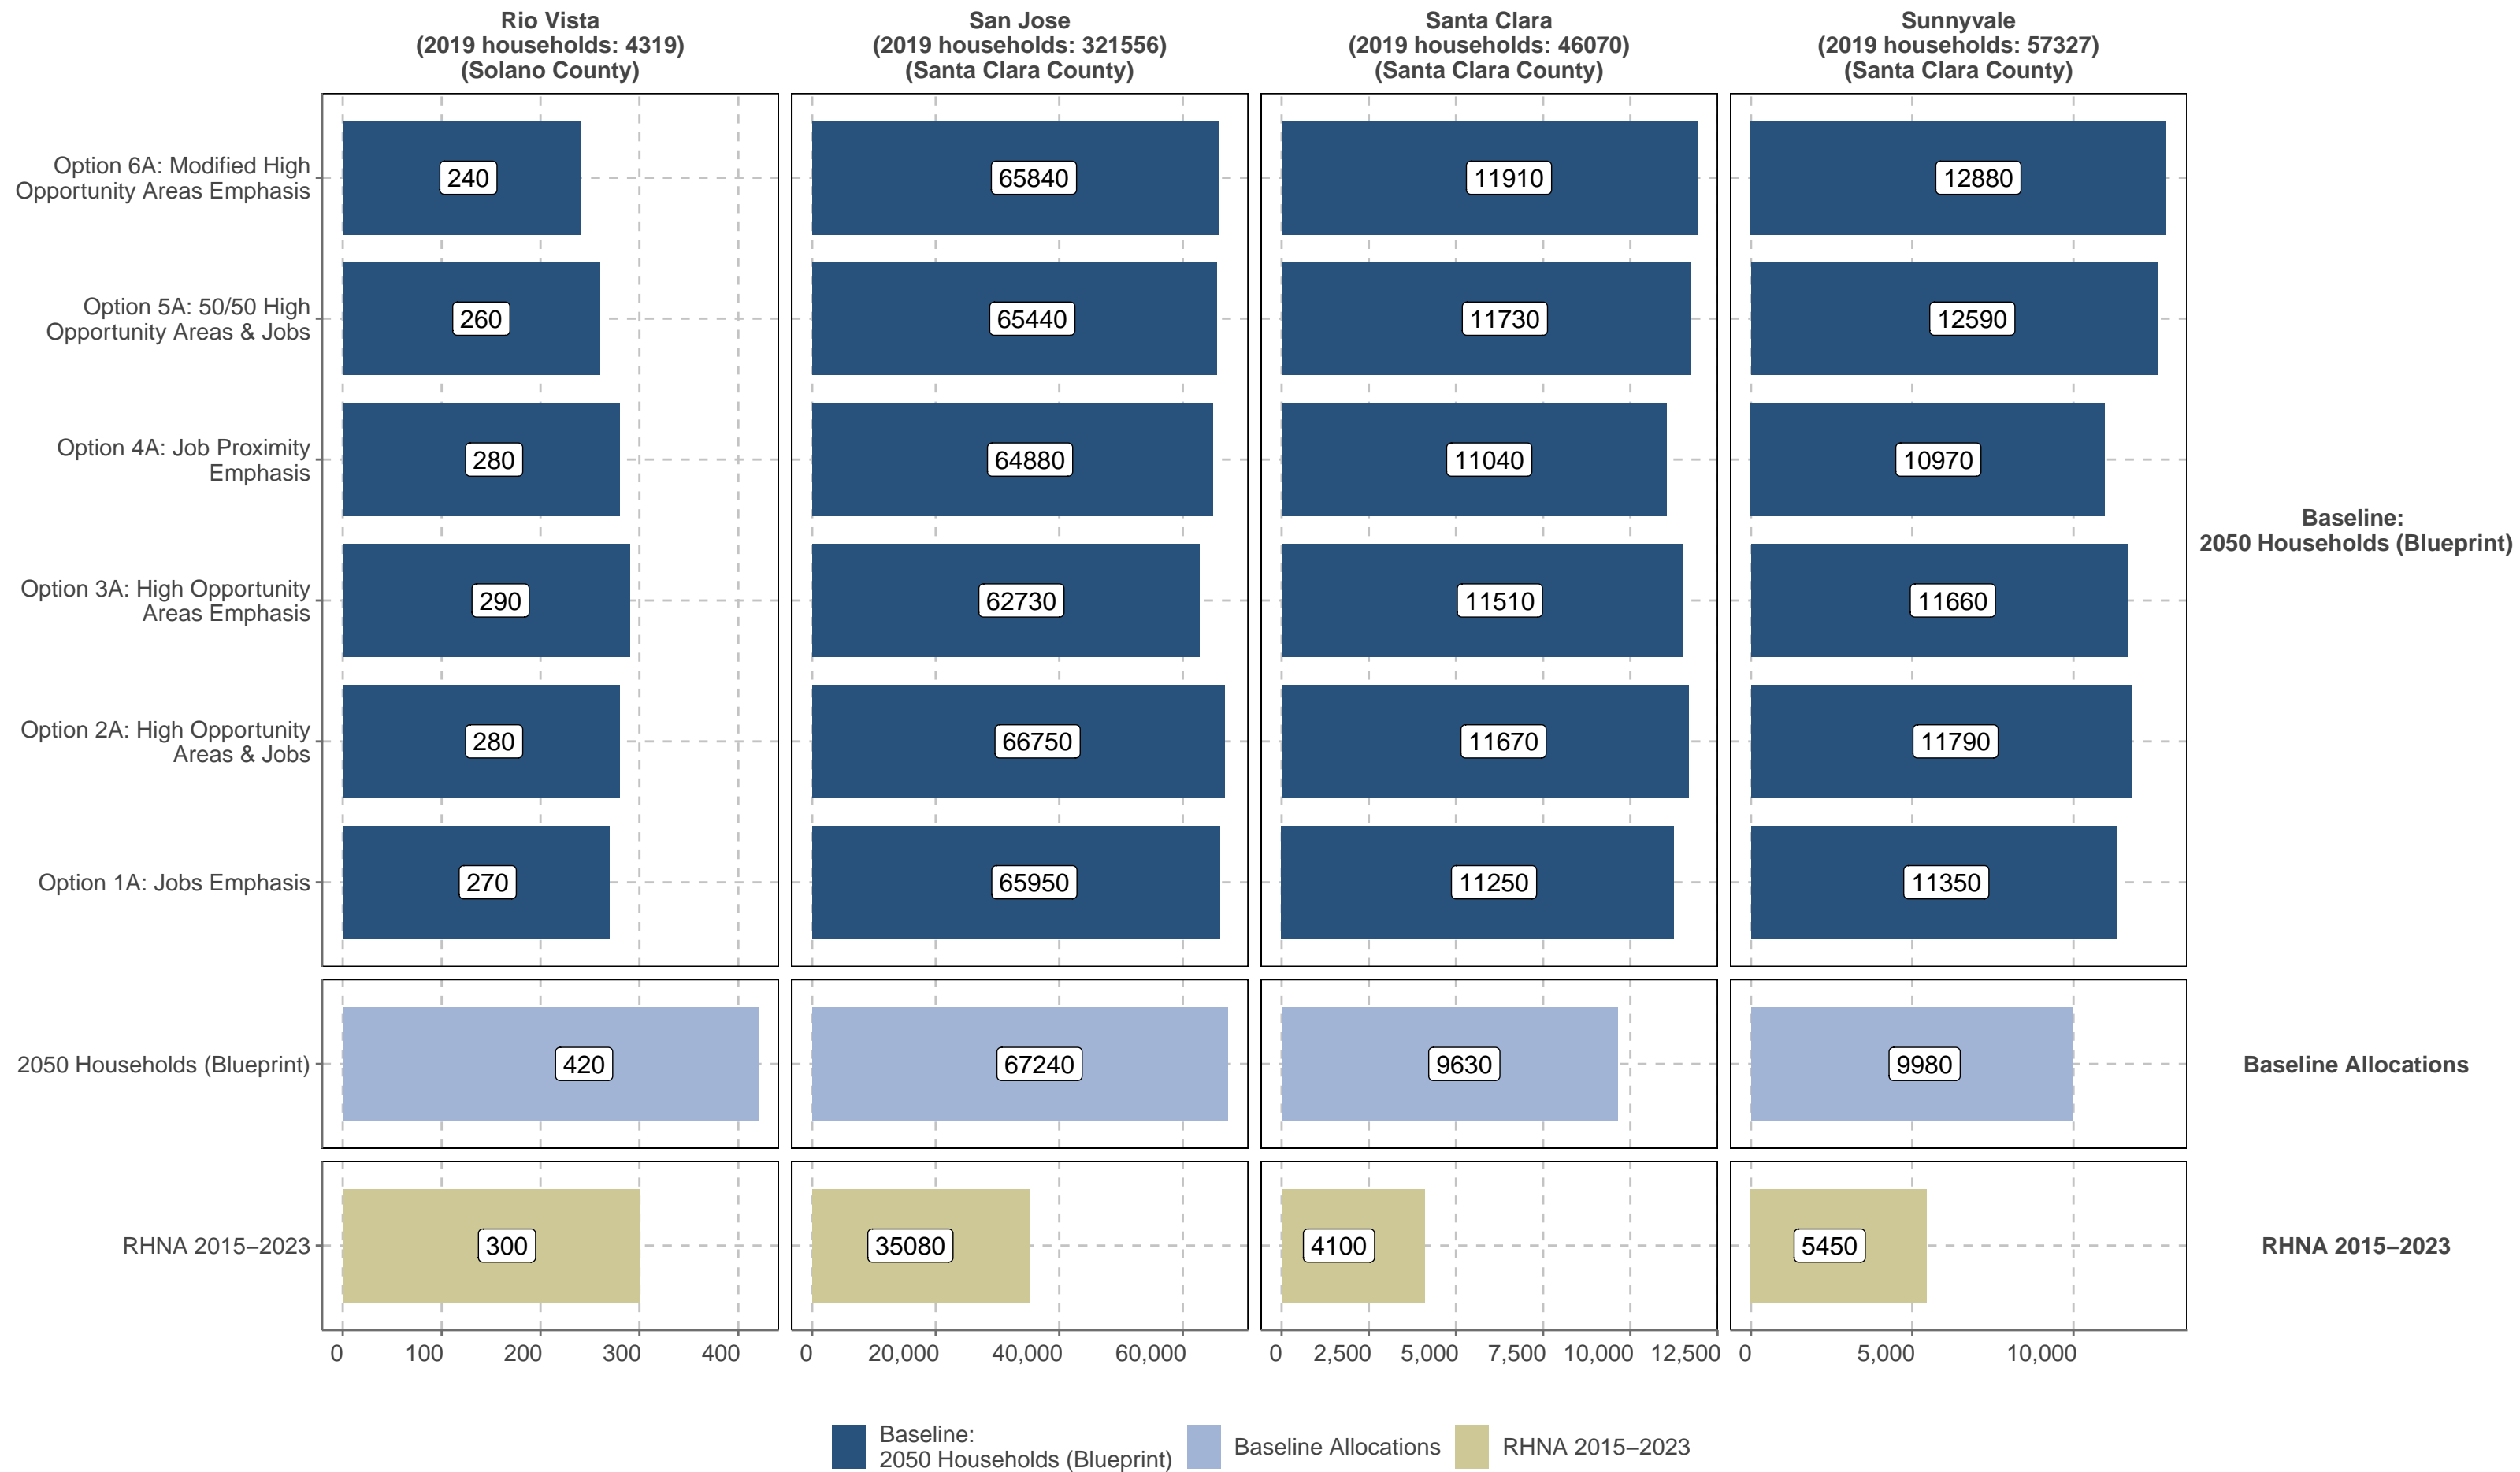 Rio Vista
(2019 households: 4319)
(Solano County)
San Jose
(2019 households: 321556)
(Santa Clara County)
Santa Clara
(2019 households: 46070)
(Santa Clara County)
Sunnyvale
(2019 households: 57327)
(Santa Clara County)
Option 6A: Modified High
Opportunity Areas Emphasis
240
65840
11910
12880
Option 5A: 50/50 High
Opportunity Areas & Jobs
260
65440
11730
12590
Option 4A: Job Proximity
Emphasis
280
64880
11040
10970
Baseline:
2050 Households (Blueprint)
Option 3A: High Opportunity
Areas Emphasis
290
62730
11510
11660
Option 2A: High Opportunity
Areas & Jobs
280
66750
11670
11790
Option 1A: Jobs Emphasis
270
65950
11250
11350
2050 Households (Blueprint)
420
67240
9630
9980
Baseline Allocations
RHNA 2015−2023
300
35080
4100
5450
RHNA 2015−2023
0 100 200 300 400
0 20,000 40,000 60,000
0 2,500 5,000 7,500 10,000 12,500
0 5,000 10,000
Baseline:
2050 Households (Blueprint)
Baseline Allocations
RHNA 2015−2023